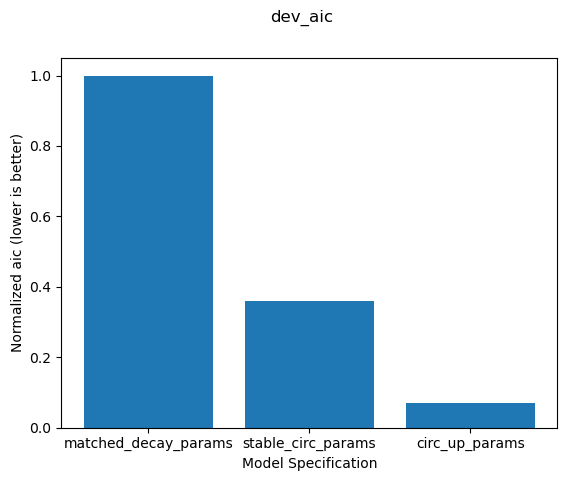 dev_aic
Normalized aic (lower is better)
1.0
0.8
0.6
0.4
0.2
0.0
matched_decay_params stable_circ_params circ_up_params
Model Specification